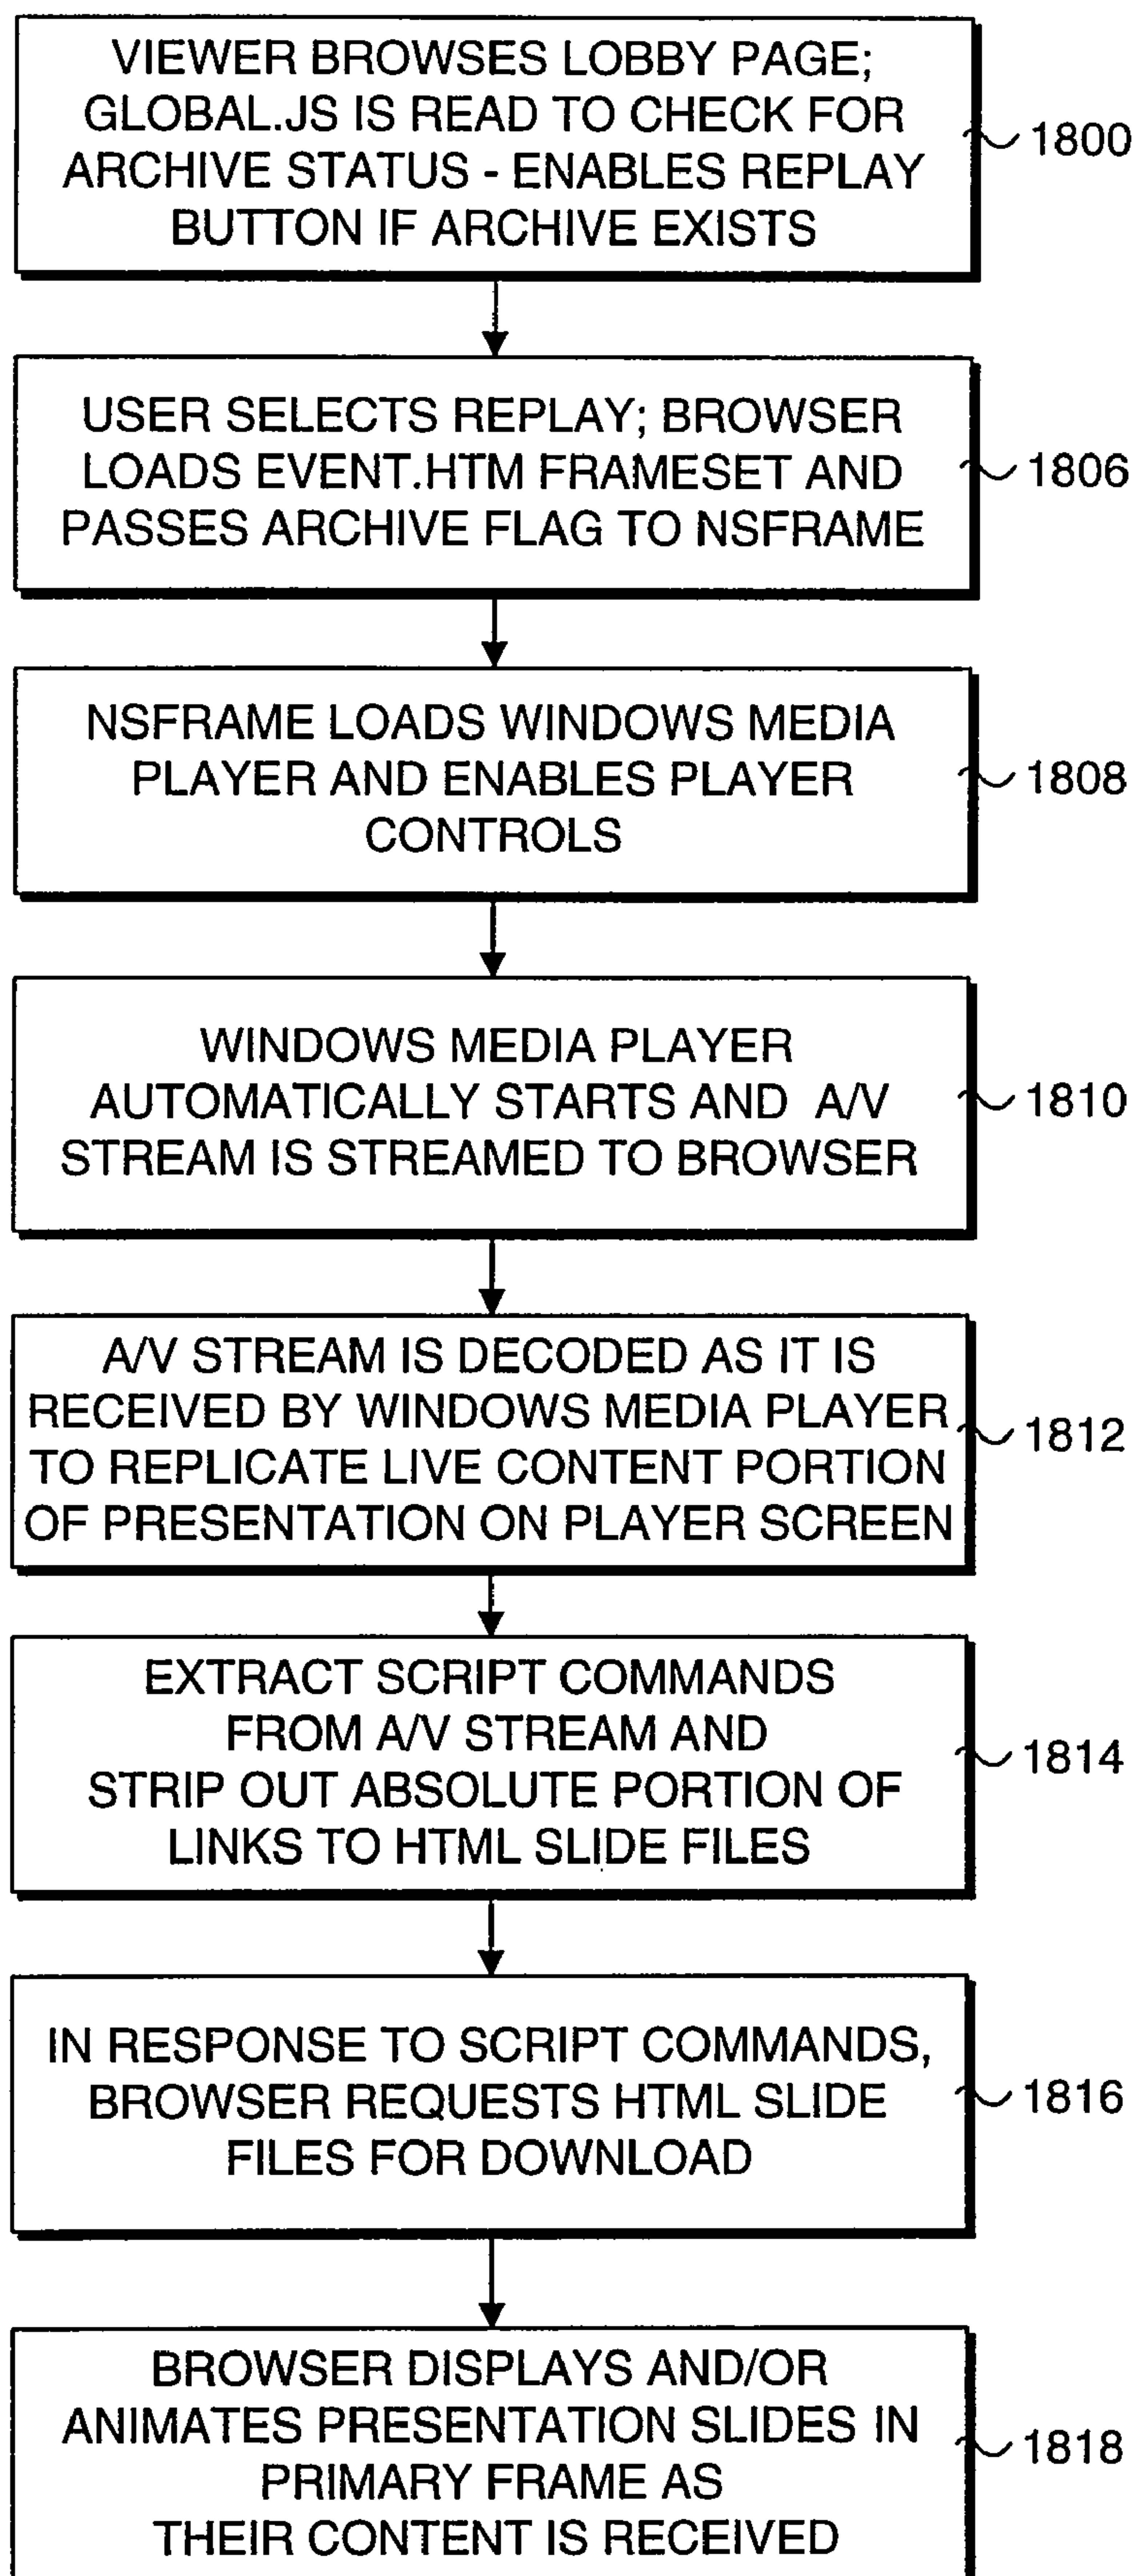 VIEWER BROWSES LOBBY PAGE;
GLOBAL.JS IS READ TO CHECK FOR
ARCHIVE STATUS - ENABLES REPLAY
BUTTON IF ARCHIVE EXISTS
1800
USER SELECTS REPLAY; BROWSER
LOADS EVENT.HTM FRAMESET AND
PASSES ARCHIVE FLAG TO NSFRAME
1806
NSFRAME LOADS WINDOWS MEDIA
PLAYER AND ENABLES PLAYER
CONTROLS
1808
WINDOWS MEDIA PLAYER
AUTOMATICALLY STARTS AND A/V
STREAM IS STREAMED TO BROWSER
1810
A/V STREAM IS DECODED AS IT IS
RECEIVED BY WINDOWS MEDIA PLAYER
TO REPLICATE LIVE CONTENT PORTION
OF PRESENTATION ON PLAYER SCREEN
1812
EXTRACT SCRIPT COMMANDS
FROM A/V STREAM AND
STRIP OUT ABSOLUTE PORTION OF
LINKS TO HTML SLIDE FILES
1814
IN RESPONSE TO SCRIPT COMMANDS,
BROWSER REQUESTS HTML SLIDE
FILES FOR DOWNLOAD
1816
BROWSER DISPLAYS AND/OR
ANIMATES PRESENTATION SLIDES IN
PRIMARY FRAME AS
THEIR CONTENT IS RECEIVED
1818